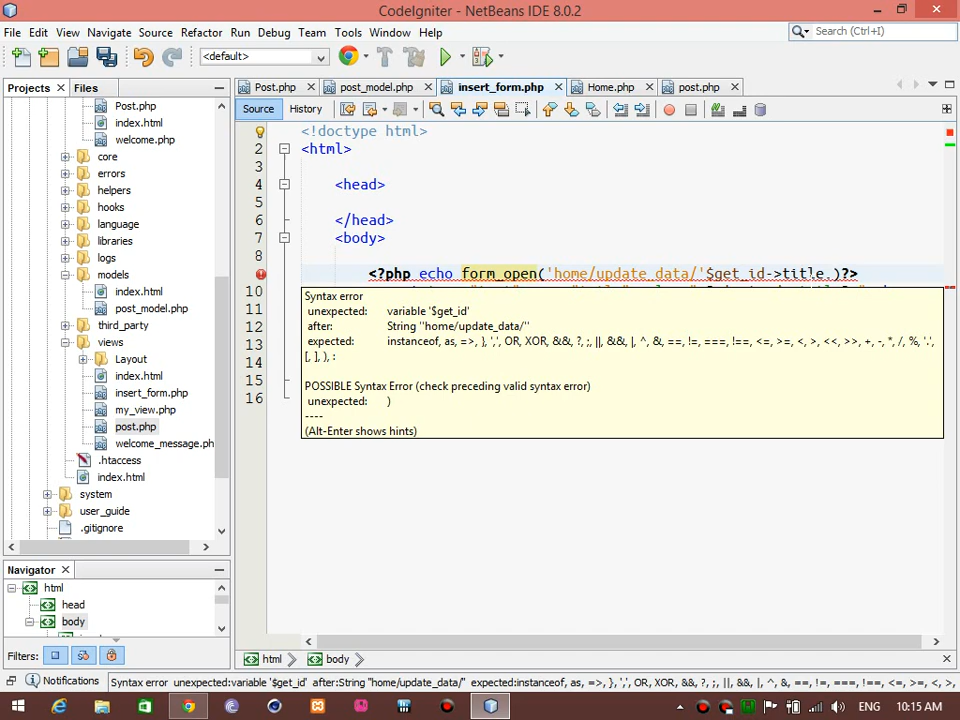 CodeIgniter - NetBeans IDE 8.0.2
File Edit View Navigate Source Refactor Run Debug Team Tools Window Help
Search (Ctrl+I)
<default>
Projects Files
Post.php post_model.php insert_form.php Home.php post.php
Source History
Post.php
index.html
welcome.php
core
errors
helpers
hooks
language
libraries
logs
models
index.html
post_model.php
third_party
views
Layout
index.html
insert_form.php
my_view.php
post.php
welcome_message.ph
.htaccess
index.html
system
user_guide
.gitignore
<!doctype html>
2 <html>
3
4 <head>
5
6 </head>
7 <body>
8
<?php echo form_open('home/update_data/'$get_id->title.)?>
10
11
12
13
14
15
16
Syntax error
unexpected: variable '$get_id'
after: String ''home/update_data/''
expected: instanceof, as, =>, }, ',', OR, XOR, &&, ?, ;, ||, &&, |, ^, &, ==, !=, ===, !==, <=, >=, <, >, <<, >>, +, -, *, /, %, '.',
[, ], ), :
POSSIBLE Syntax Error (check preceding valid syntax error)
unexpected: )
----
(Alt-Enter shows hints)
Navigator
html
head
body
Filters:
html body
Notifications
Syntax error unexpected:variable '$get_id' after:String ''home/update_data/'' expected:instanceof, as, =>, }, ',', OR, XOR, &&, ?, ;, ||, &&, |, ^, &, ==, !=, ===, !==, <=, >=, <, >,
ENG 10:15 AM